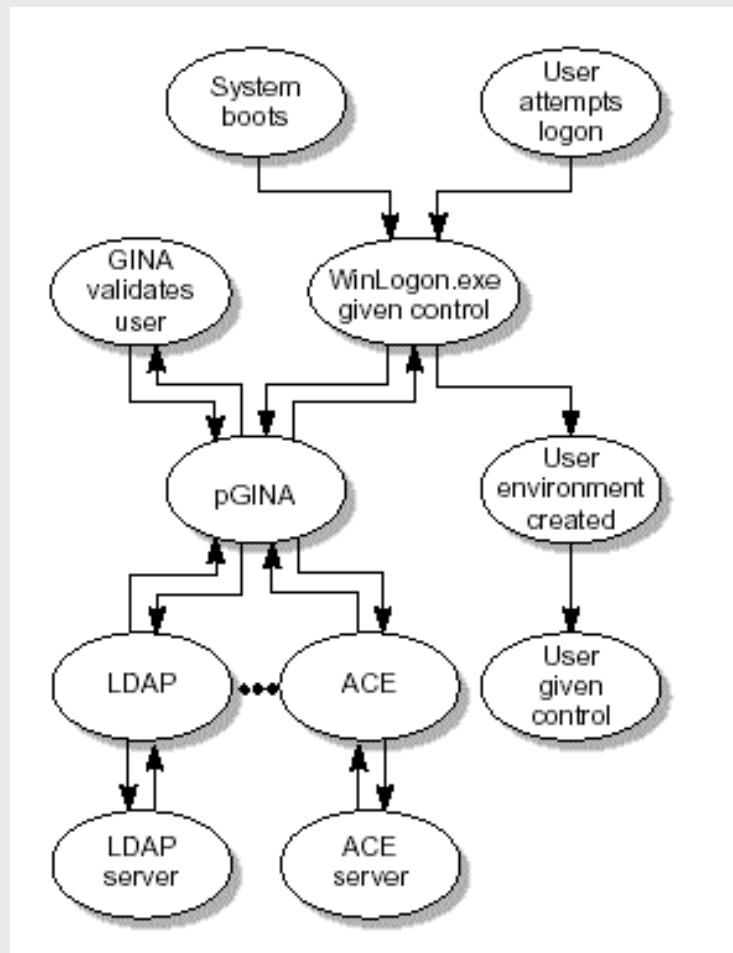 System
boots
User
attempts
logon
GINA
validates
user
WinLogon.exe
given control
pGINA
User
environment
created
LDAP
ACE
User
given
control
LDAP
server
ACE
server